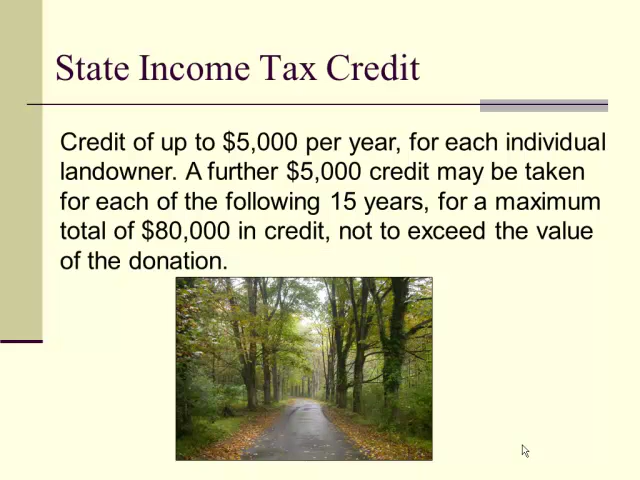 State Income Tax Credit
Credit of up to $5,000 per year, for each individual
landowner. A further $5,000 credit may be taken
for each of the following 15 years, for a maximum
total of $80,000 in credit, not to exceed the value
of the donation.